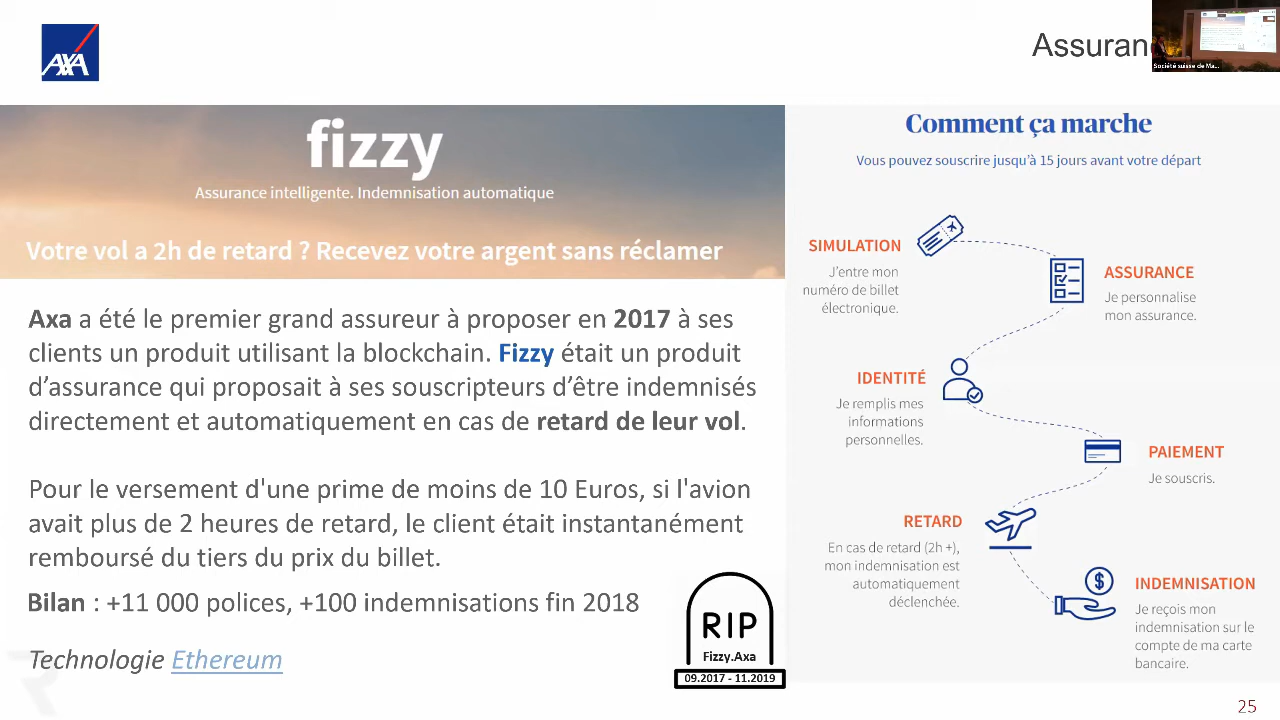 AXA
Assuran
Société suisse de Ma...
fizzy
Assurance intelligente. Indemnisation automatique
Votre vol a 2h de retard ? Recevez votre argent sans réclamer
Axa a été le premier grand assureur à proposer en 2017 à ses
clients un produit utilisant la blockchain. Fizzy était un produit
d'assurance qui proposait à ses souscripteurs d'être indemnisés
directement et automatiquement en cas de retard de leur vol.
Pour le versement d'une prime de moins de 10 Euros, si l'avion
avait plus de 2 heures de retard, le client était instantanément
remboursé du tiers du prix du billet.
Bilan : +11 000 polices, +100 indemnisations fin 2018
Technologie Ethereum
RIP
Fizzy.Axa
09.2017 - 11.2019
Comment ça marche
Vous pouvez souscrire jusqu'à 15 jours avant votre départ
SIMULATION
J'entre mon
numéro de billet
électronique.
ASSURANCE
Je personnalise
mon assurance.
IDENTITÉ
Je remplis mes
informations
personnelles.
PAIEMENT
Je souscris.
RETARD
En cas de retard (2h +),
mon indemnisation est
automatiquement
déclenchée.
INDEMNISATION
Je reçois mon
indemnisation sur le
compte de ma carte
bancaire.
25